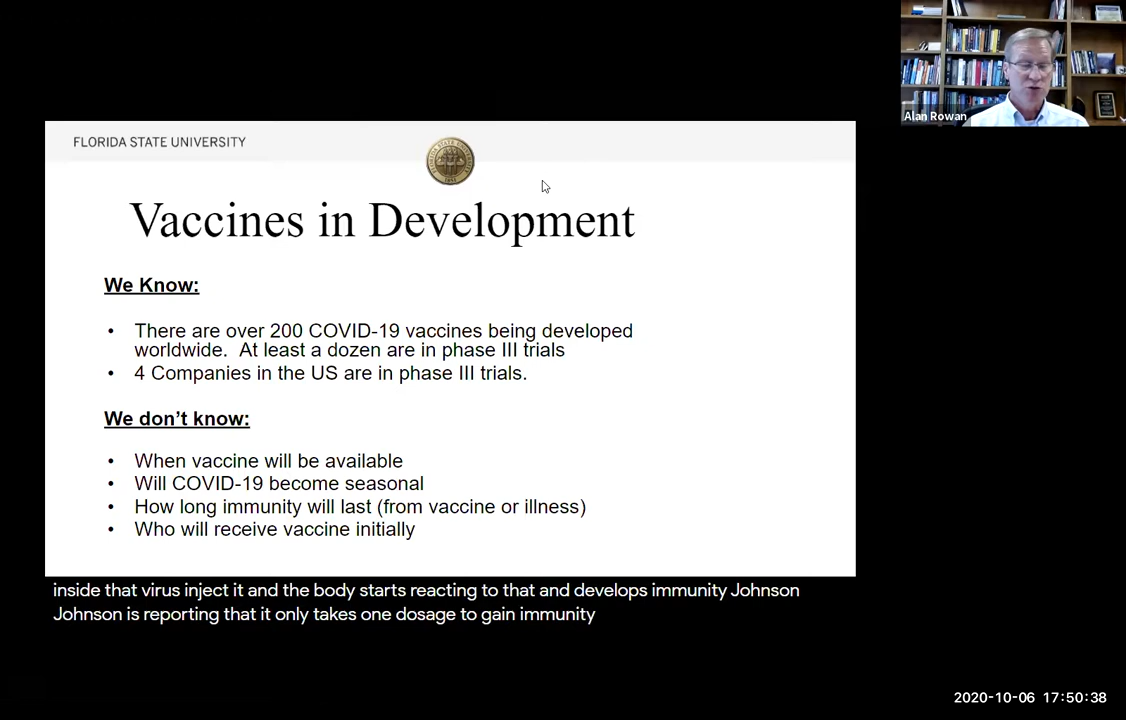 Alan Rowan
FLORIDA STATE UNIVERSITY
Vaccines in Development
We Know:
• There are over 200 COVID-19 vaccines being developed
worldwide.  At least a dozen are in phase III trials
• 4 Companies in the US are in phase III trials.
We don’t know:
• When vaccine will be available
• Will COVID-19 become seasonal
• How long immunity will last (from vaccine or illness)
• Who will receive vaccine initially
inside that virus inject it and the body starts reacting to that and develops immunity Johnson
Johnson is reporting that it only takes one dosage to gain immunity
2020-10-06 17:50:38